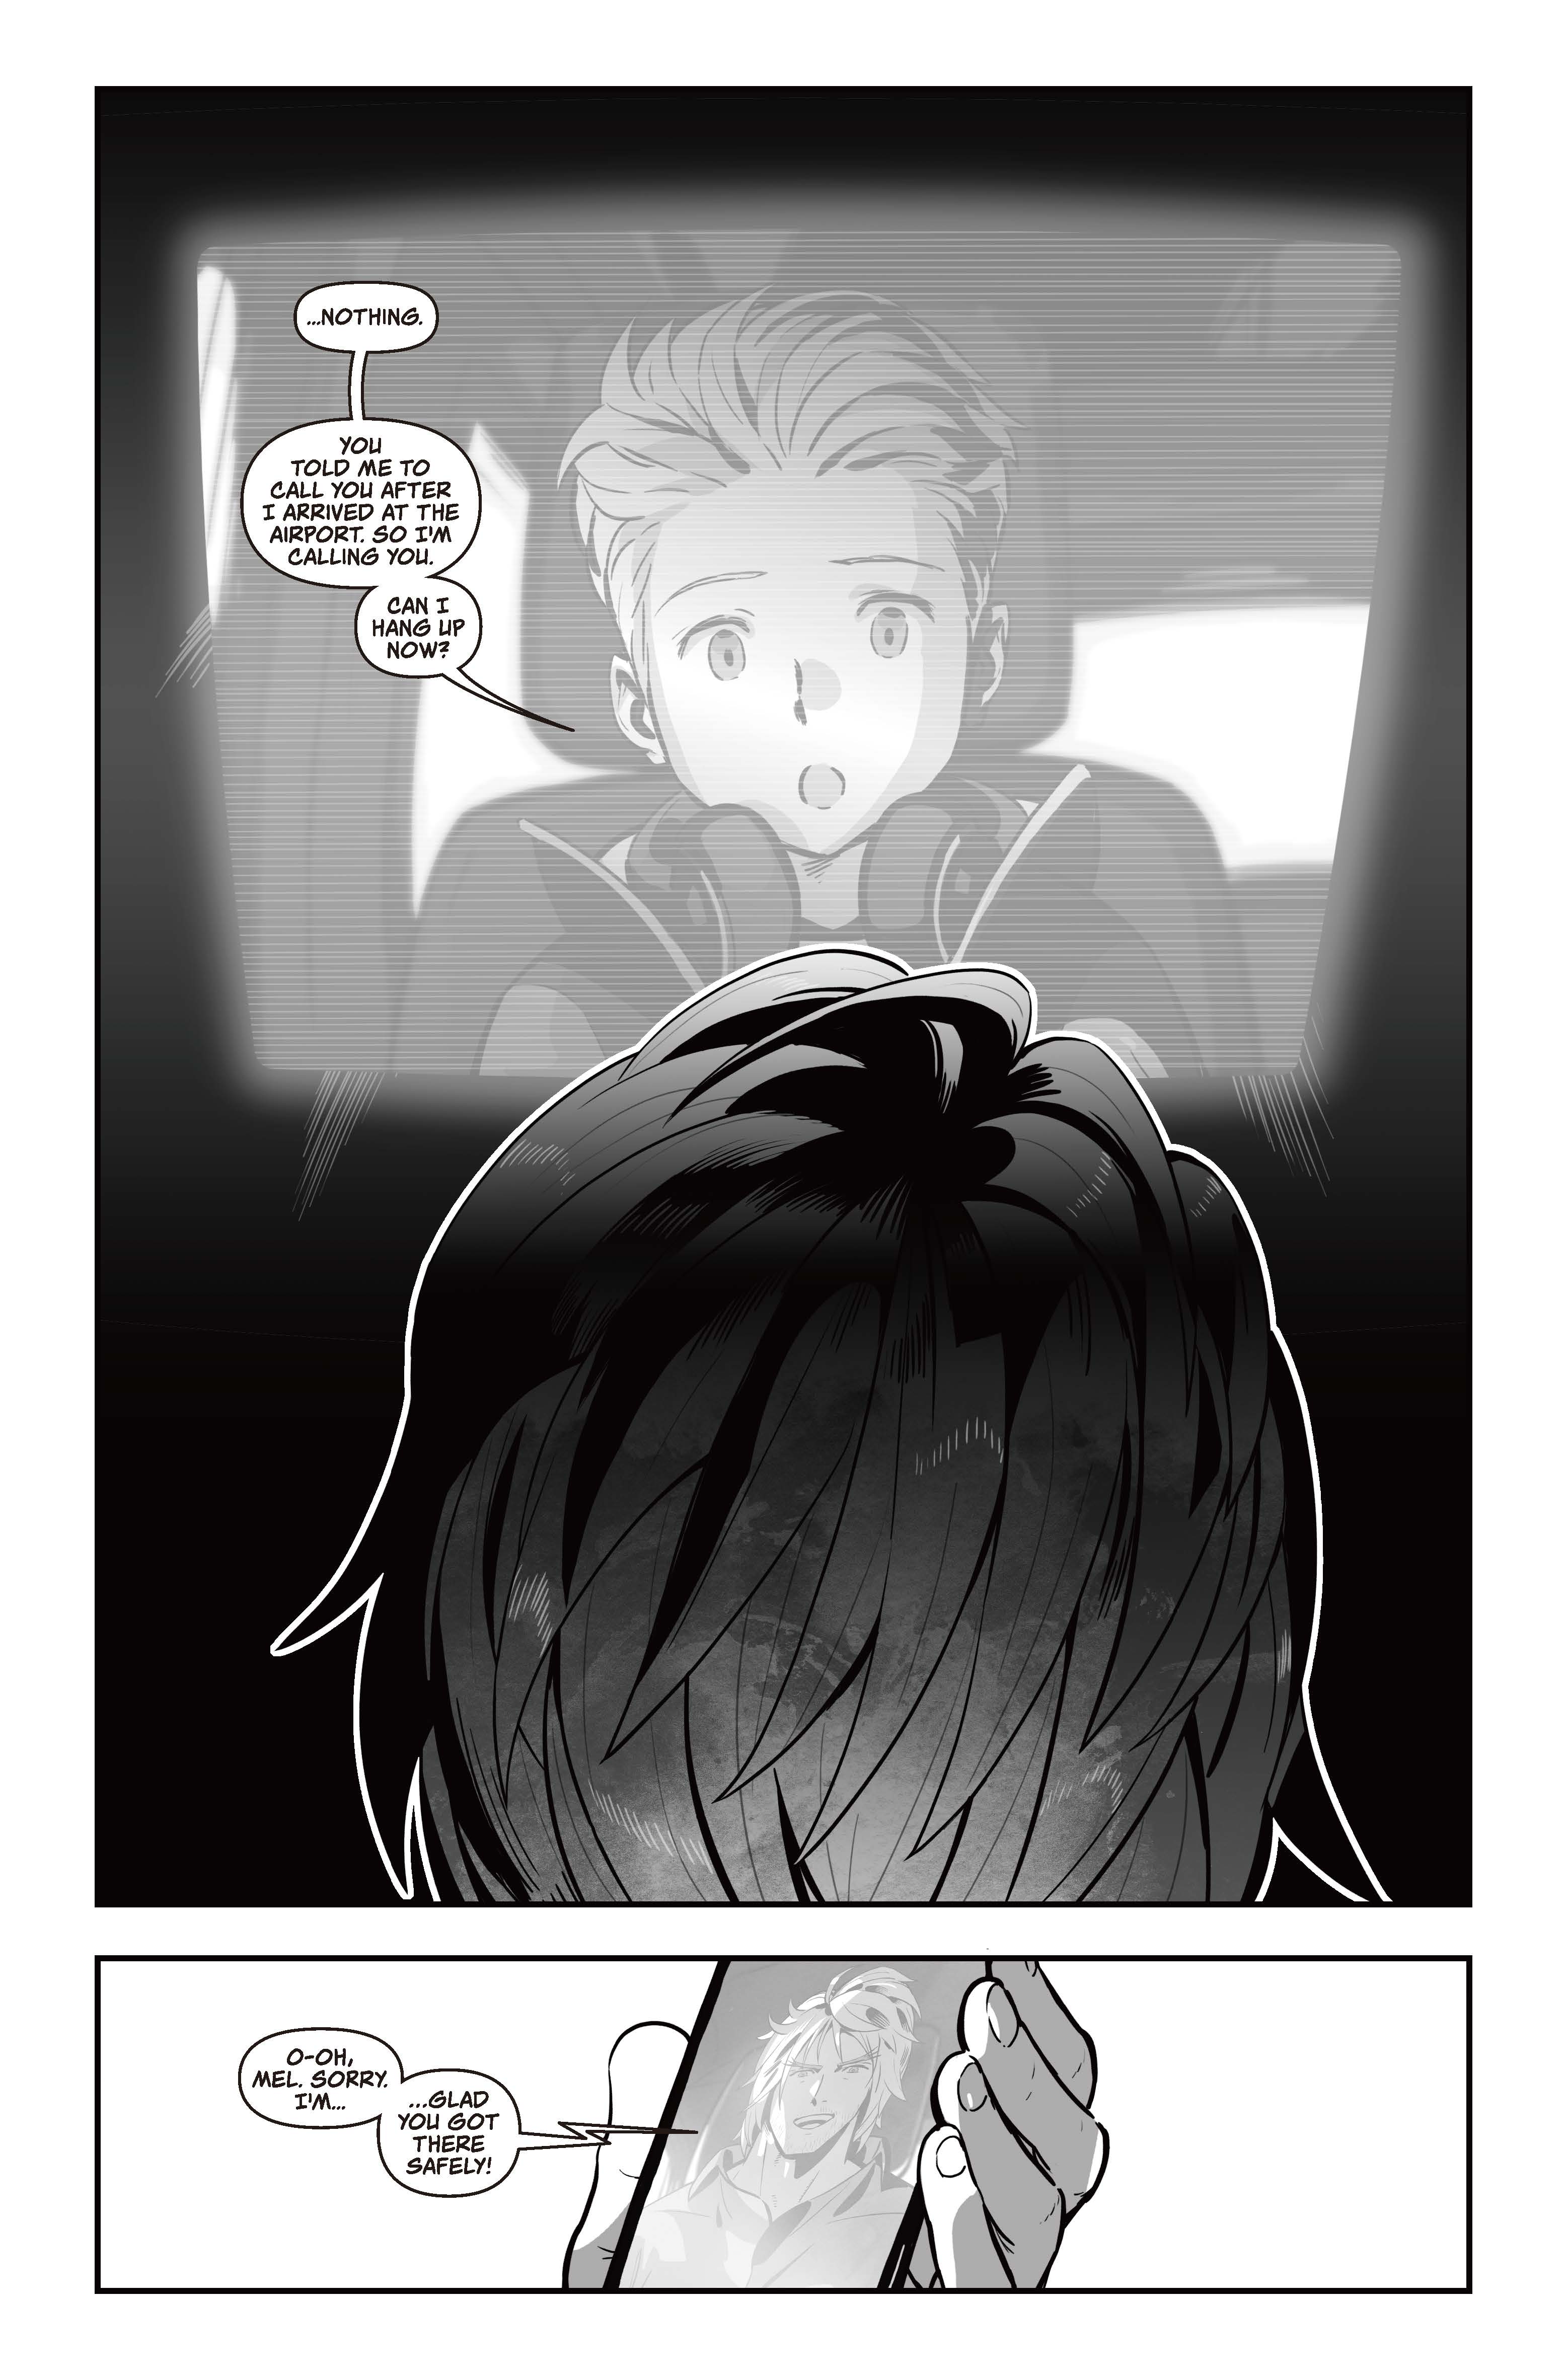 ...NOTHING.
YOU
TOLD ME TO
CALL YOU AFTER
I ARRIVED AT THE
AIRPORT. SO I'M
CALLING YOU.
CAN I
HANG UP
NOW?
O-OH,
MEL. SORRY.
I'M...
...GLAD
YOU GOT
THERE
SAFELY!